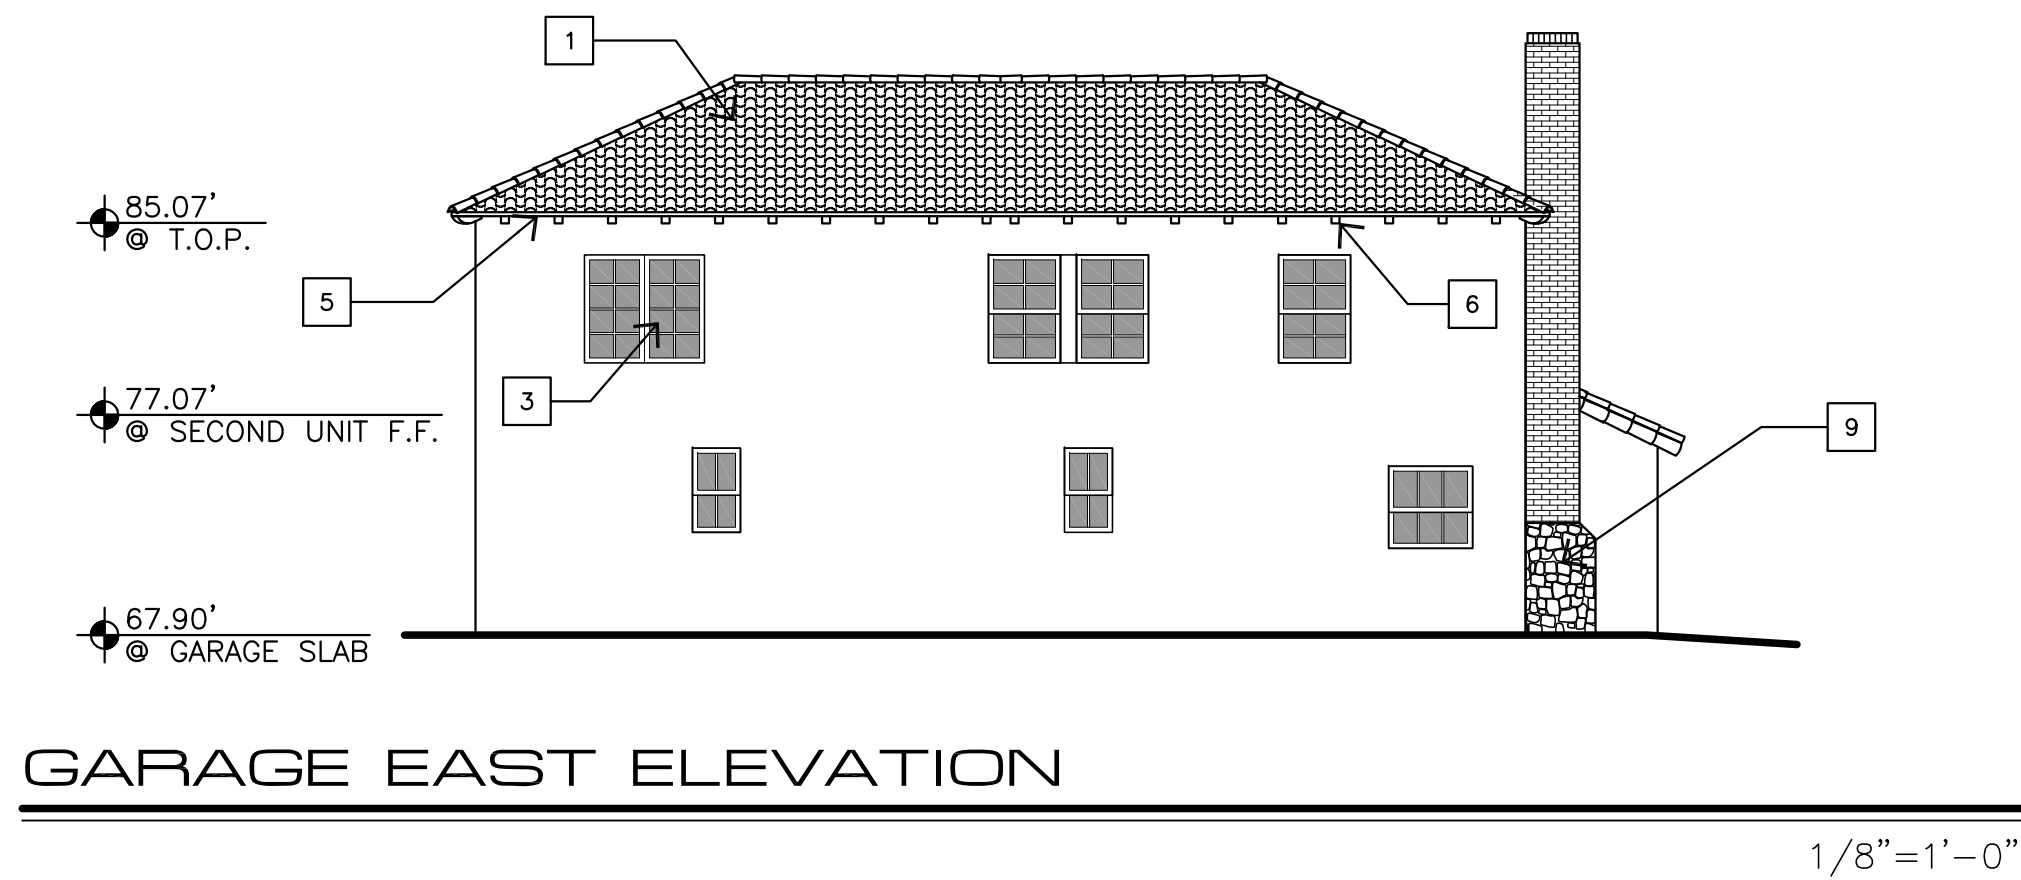 1
85.07’
@ T.O.P.
5
6
3
77.07’
@ SECOND UNIT F.F.
9
67.90’
@ GARAGE SLAB
GARAGE EAST ELEVATION
1/8”=1’-0”